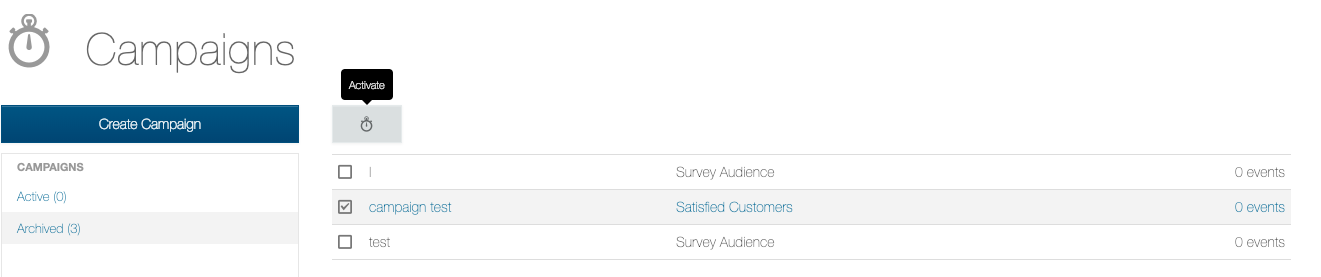 Campaigns
Activate
Create Campaign
CAMPAIGNS
Active (0)
Archived (3)
l Survey Audience 0 events
campaign test Satisfied Customers 0 events
test Survey Audience 0 events